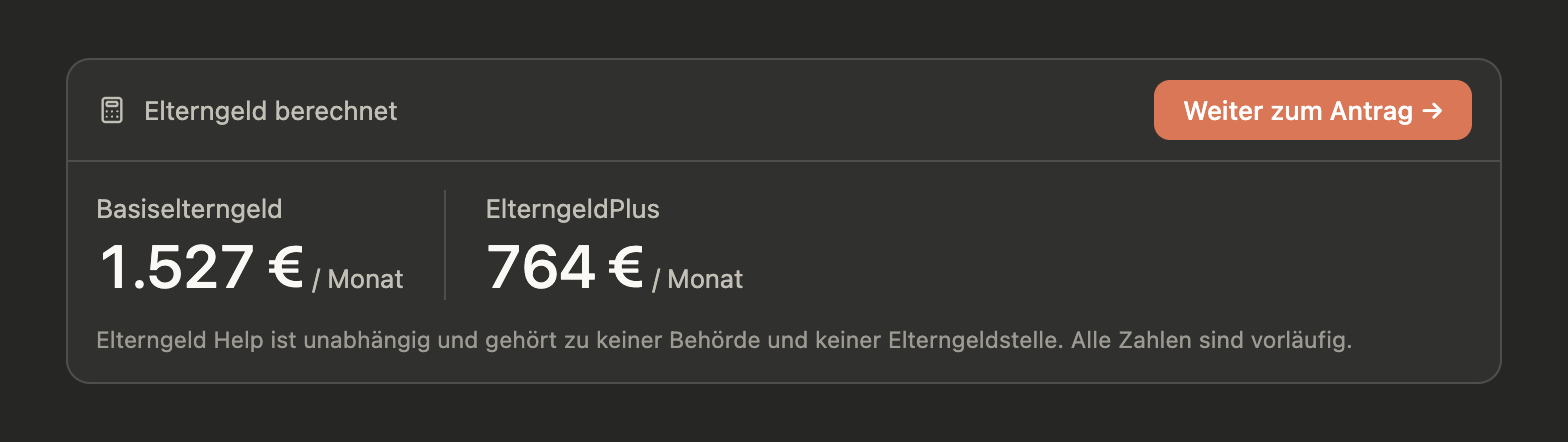 Elterngeld berechnet
Weiter zum Antrag →
Basiselterngeld
1.527 € / Monat
ElterngeldPlus
764 € / Monat
Elterngeld Help ist unabhängig und gehört zu keiner Behörde und keiner Elterngeldstelle. Alle Zahlen sind vorläufig.